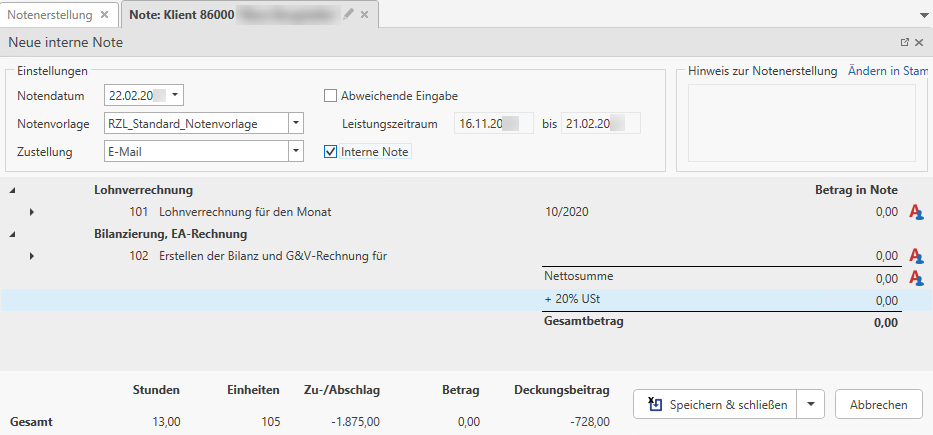 Notenerstellung
Note: Klient 86000
Neue interne Note
Einstellungen
Notendatum 22.02.20
Abweichende Eingabe
Notenvorlage RZL_Standard_Notenvorlage
Leistungszeitraum 16.11.20 bis 21.02.20
Zustellung E-Mail
Interne Note
Hinweis zur Notenerstellung Ändern in Stam
Lohnverrechnung Betrag in Note
101 Lohnverrechnung für den Monat 10/2020 0,00
Bilanzierung, EA-Rechnung
102 Erstellen der Bilanz und G&V-Rechnung für 0,00
Nettosumme 0,00
+ 20% USt 0,00
Gesamtbetrag 0,00
Stunden Einheiten Zu-/Abschlag Betrag Deckungsbeitrag
Gesamt 13,00 105 -1.875,00 0,00 -728,00
Speichern & schließen
Abbrechen